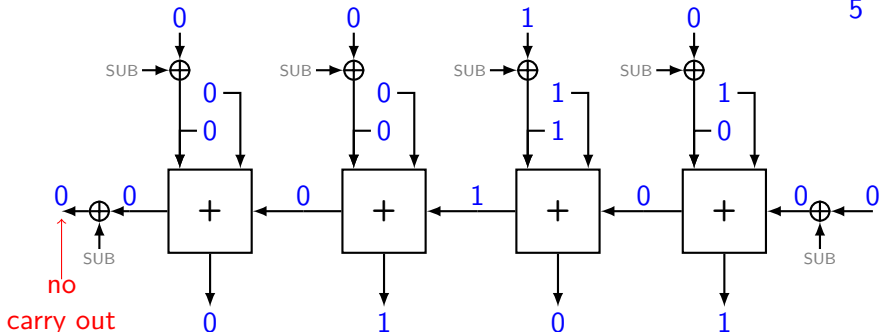 0 0 1 0 5
SUB SUB SUB SUB
0 0 1 1
0 0 1 0
0 0 + 0 + 1 + 0 + 0 0
SUB SUB
no
carry out
0 1 0 1